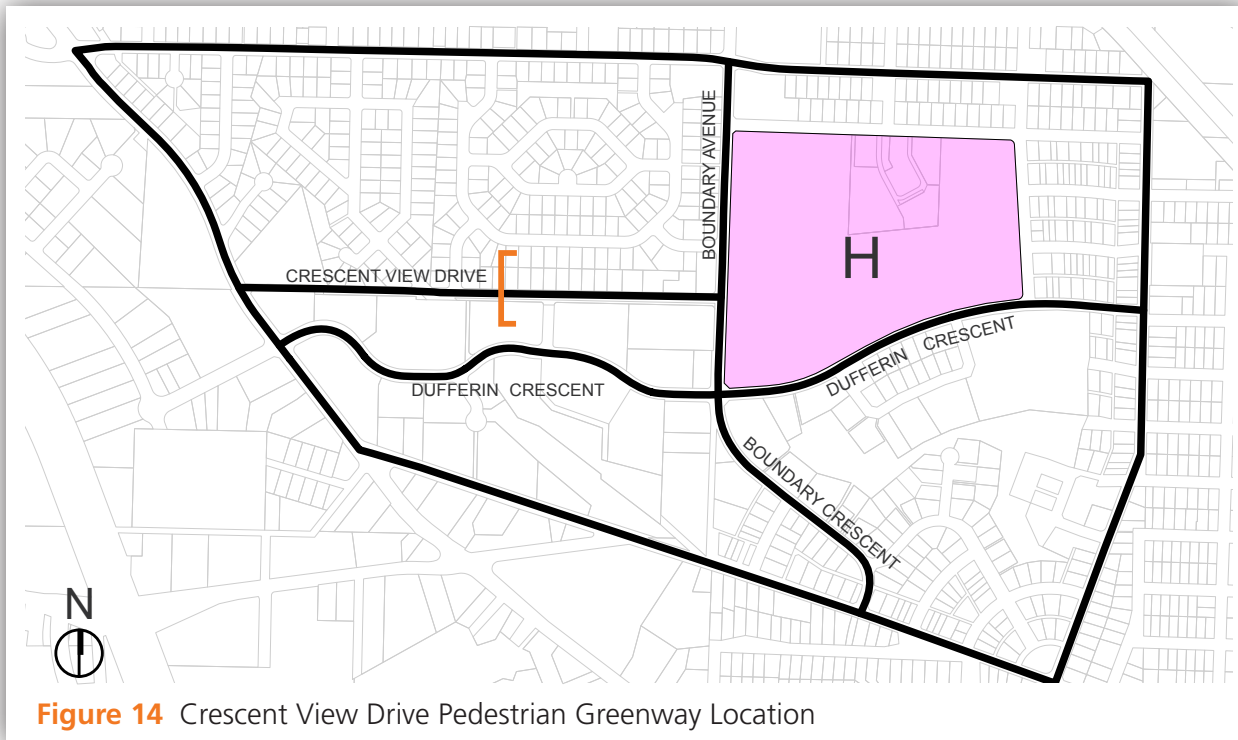 BOUNDARY AVENUE
H
CRESCENT VIEW DRIVE
DUFFERIN CRESCENT
DUFFERIN CRESCENT
BOUNDARY CRESCENT
N
Figure 14 Crescent View Drive Pedestrian Greenway Location